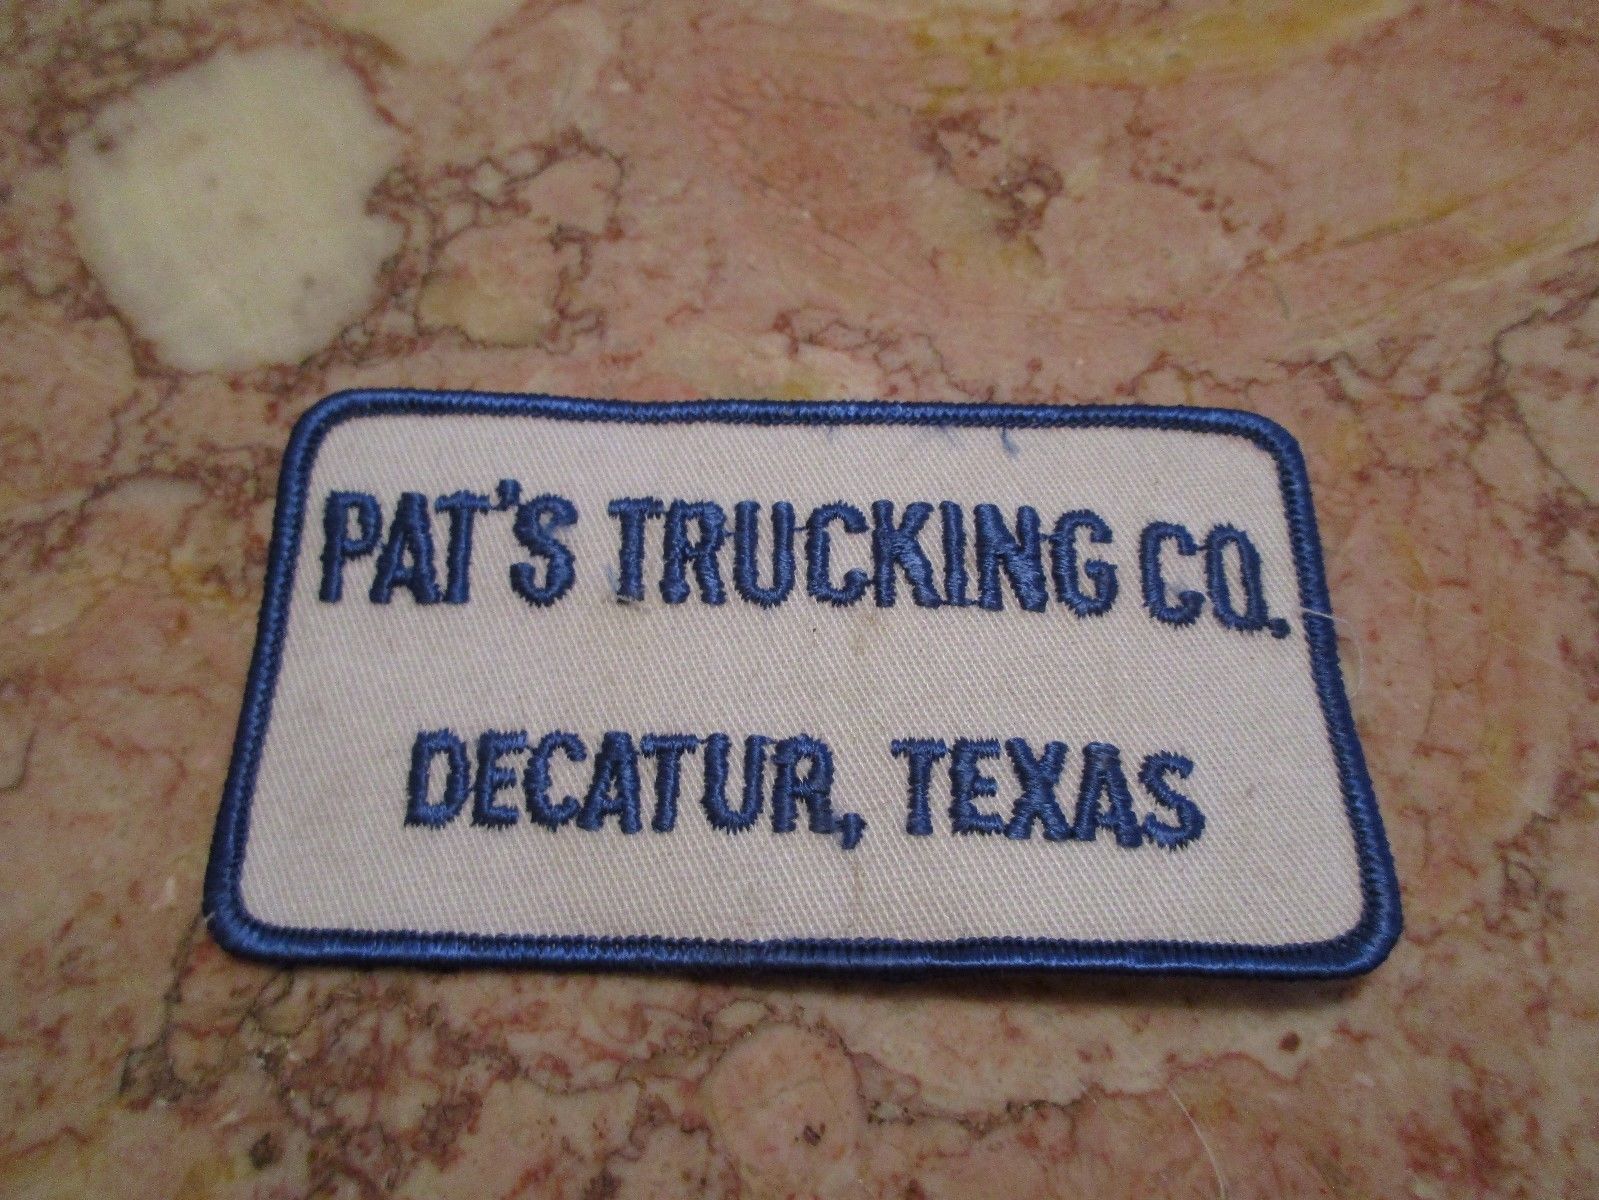 PAT'S TRUCKING CO.
DECATUR, TEXAS